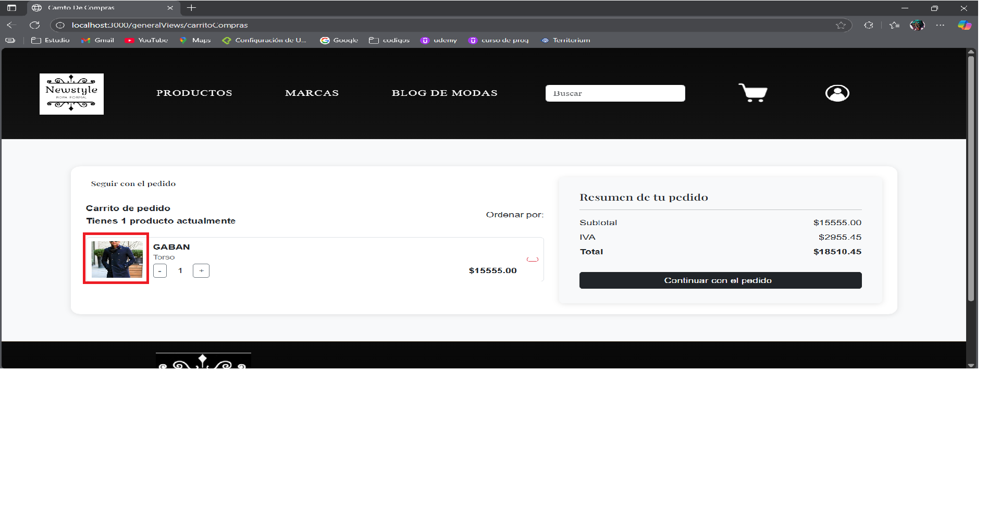 Carrito De Compras
localhost:3000/generalViews/carritoCompras
Estudio Gmail YouTube Maps Configuración de U... Google codigos udemy curso de prog Territorium
Newstyle
ROPA FORMAL
PRODUCTOS MARCAS BLOG DE MODAS Buscar
Seguir con el pedido
Carrito de pedido
Tienes 1 producto actualmente
Ordenar por:
GABAN
Torso
- 1 +
$15555.00
Resumen de tu pedido
Subtotal $15555.00
IVA $2955.45
Total $18510.45
Continuar con el pedido